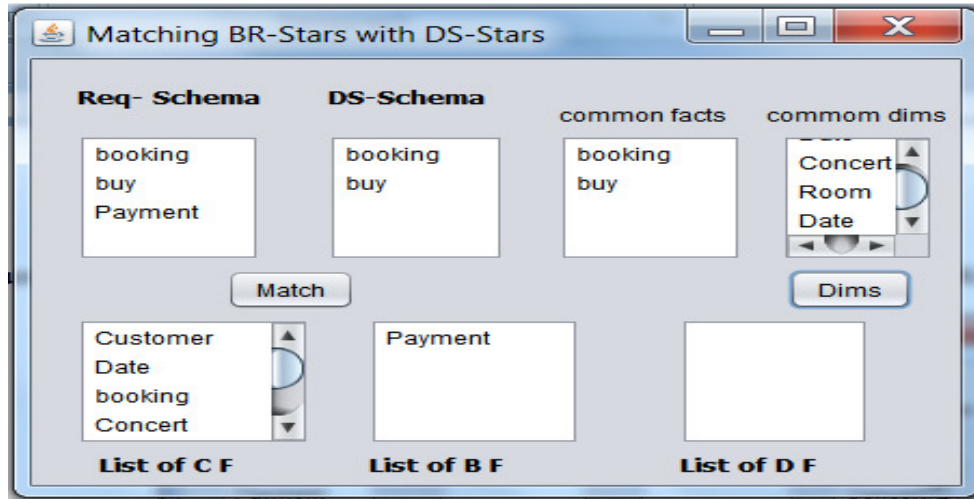 Matching BR-Stars with DS-Stars
Req- Schema
DS-Schema
common facts
commom dims
booking
buy
Payment
booking
buy
booking
buy
Concert
Room
Date
Match
Dims
Customer
Date
booking
Concert
Payment
List of C F
List of B F
List of D F